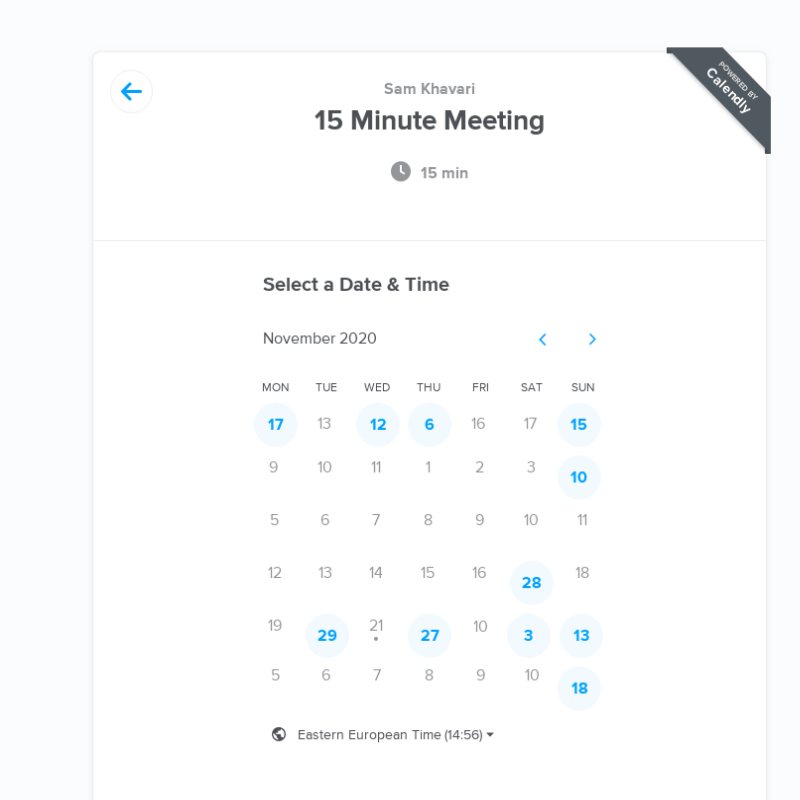 Sam Khavari
15 Minute Meeting
15 min
POWERED BY
Calendly
Select a Date & Time
November 2020
MON TUE WED THU FRI SAT SUN
17 13 12 6 16 17 15
9 10 11 1 2 3 10
5 6 7 8 9 10 11
12 13 14 15 16 28 18
19 29 21 27 10 3 13
5 6 7 8 9 10 18
Eastern European Time (14:56)